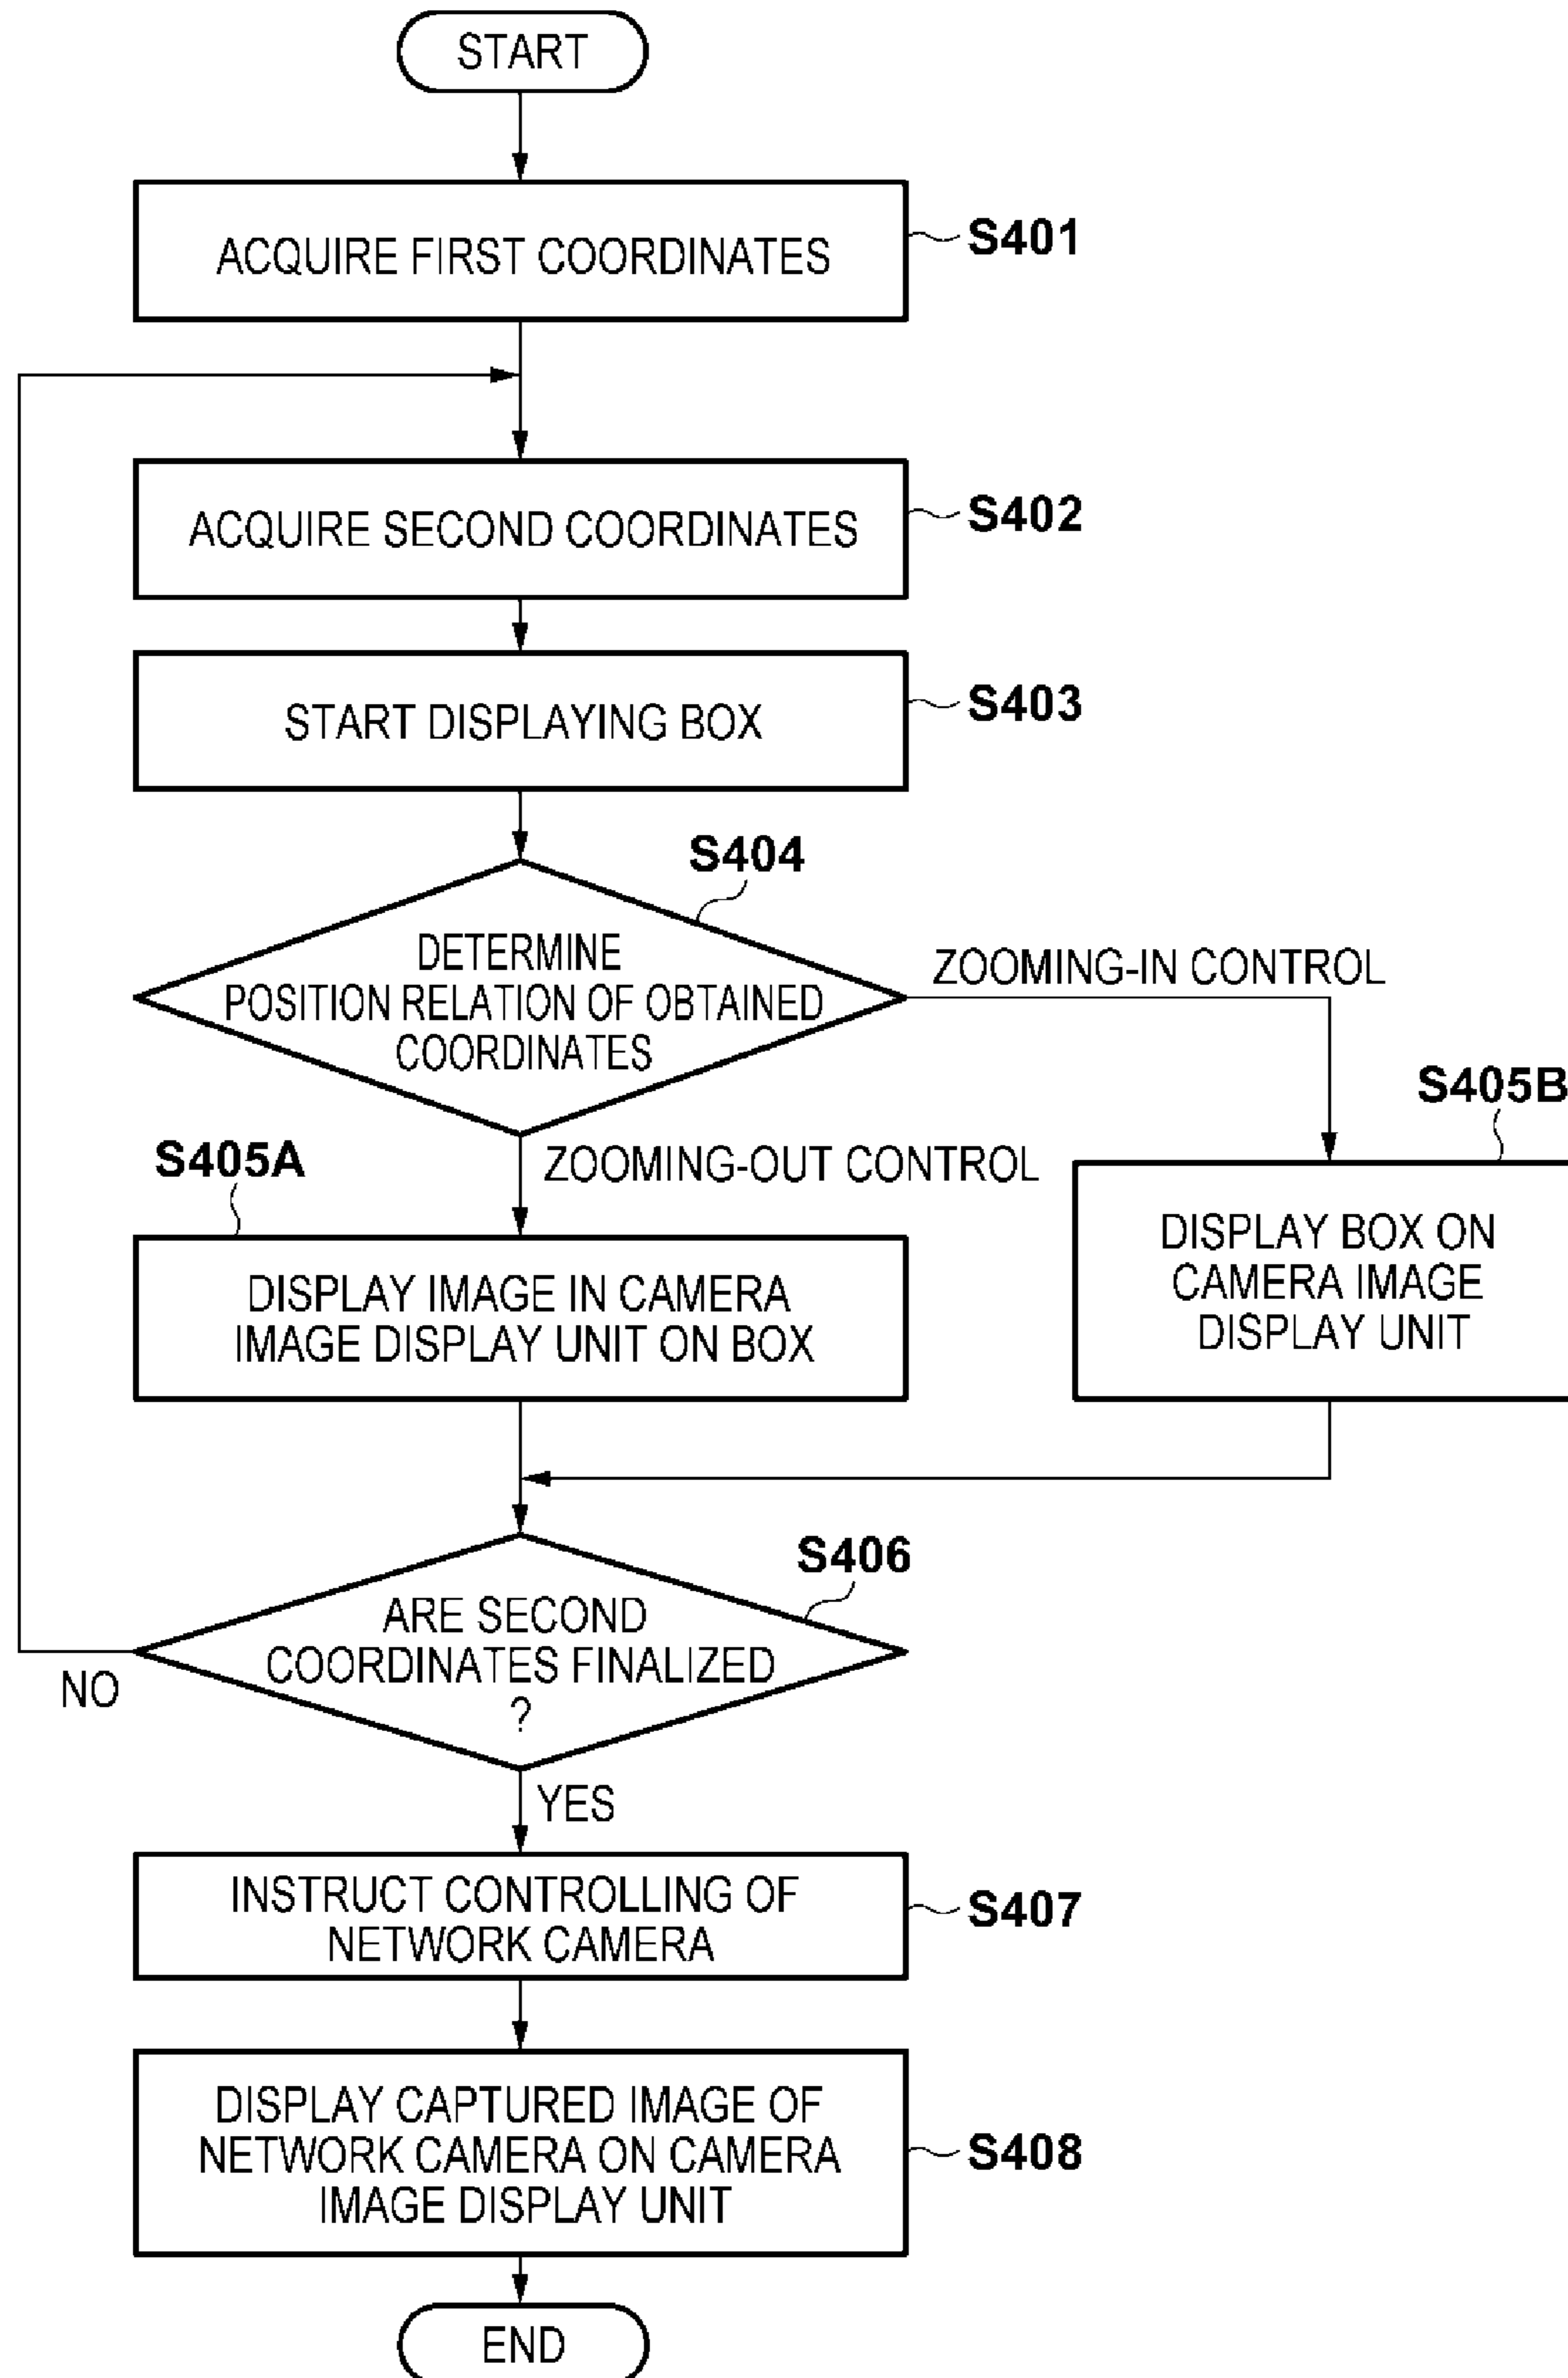 START
ACQUIRE FIRST COORDINATES
S401
ACQUIRE SECOND COORDINATES
S402
START DISPLAYING BOX
S403
S404
DETERMINE
POSITION RELATION OF OBTAINED
COORDINATES
ZOOMING-IN CONTROL
ZOOMING-OUT CONTROL
S405A
DISPLAY IMAGE IN CAMERA
IMAGE DISPLAY UNIT ON BOX
S405B
DISPLAY BOX ON
CAMERA IMAGE
DISPLAY UNIT
S406
ARE SECOND
COORDINATES FINALIZED
?
NO
YES
INSTRUCT CONTROLLING OF
NETWORK CAMERA
S407
DISPLAY CAPTURED IMAGE OF
NETWORK CAMERA ON CAMERA
IMAGE DISPLAY UNIT
S408
END